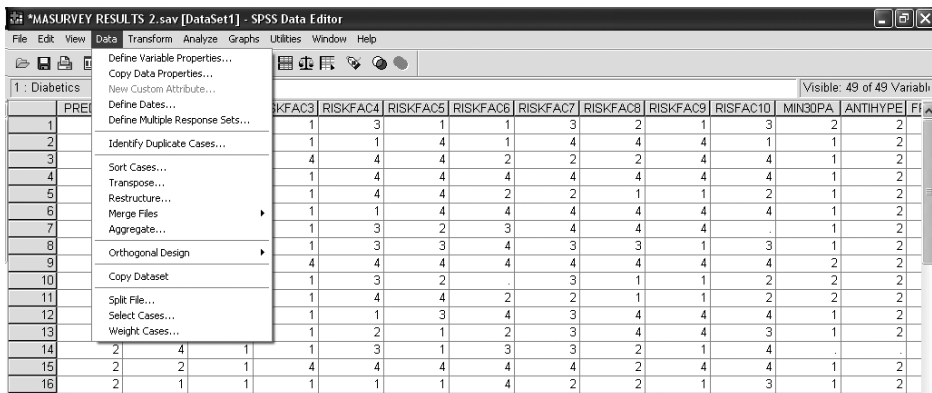 *MASURVEY RESULTS 2.sav [DataSet1] - SPSS Data Editor
File Edit View Data Transform Analyze Graphs Utilities Window Help
1 : Diabetics
Visible: 49 of 49 Variabl
Define Variable Properties...
Copy Data Properties...
New Custom Attribute...
Define Dates...
Define Multiple Response Sets...
Identify Duplicate Cases...
Sort Cases...
Transpose...
Restructure...
Merge Files
Aggregate...
Orthogonal Design
Copy Dataset
Split File...
Select Cases...
Weight Cases...
PRE SKFAC3 RISKFAC4 RISKFAC5 RISKFAC6 RISKFAC7 RISKFAC8 RISKFAC9 RISFAC10 MIN30PA ANTIHYPE
1 1 3 1 1 3 2 1 3 2 2
2 1 1 4 1 4 4 4 1 1 2
3 4 4 4 2 2 2 4 4 1 2
4 1 4 4 4 4 4 4 4 1 2
5 1 4 4 2 2 1 1 2 1 2
6 1 1 4 4 4 4 4 4 1 2
7 1 3 2 3 4 4 4 . 1 2
8 1 3 3 4 3 3 1 3 1 2
9 4 4 4 4 4 4 4 4 2 2
10 1 3 2 . 3 1 1 2 2 2
11 1 4 4 2 2 1 1 2 2 2
12 1 1 3 4 3 4 4 4 1 2
13 1 2 1 2 3 4 4 3 1 2
14 2 4 1 1 3 1 3 3 2 1 4 . .
15 2 2 1 4 4 4 4 4 2 4 4 1 2
16 2 1 1 1 1 1 4 2 2 1 3 1 2